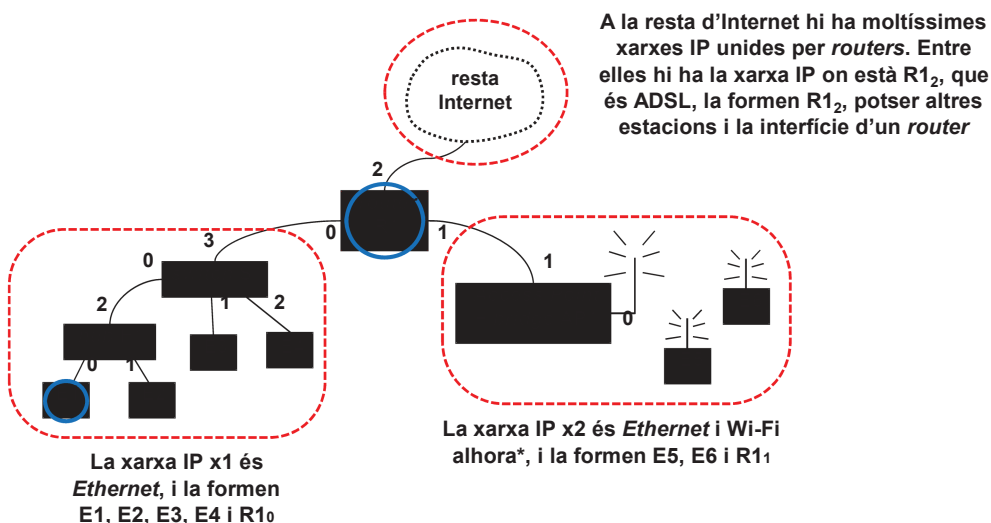 A la resta d'Internet hi ha moltíssimes
xarxes IP unides per routers. Entre
elles hi ha la xarxa IP on està R1₂, que
és ADSL, la formen R1₂, potser altres
estacions i la interfície d'un router
resta
Internet
2
0
1
3
0
1
2
2
0
1
1
0
La xarxa IP x1 és
Ethernet, i la formen
E1, E2, E3, E4 i R1₀
La xarxa IP x2 és Ethernet i Wi-Fi
alhora*, i la formen E5, E6 i R1₁